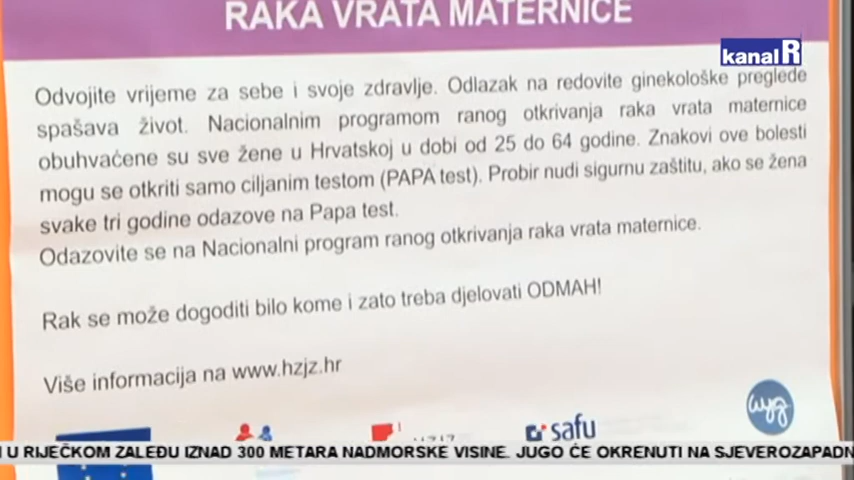 RAKA VRATA MATERNICE
kanal R
Odvojite vrijeme za sebe i svoje zdravlje. Odlazak na redovite ginekološke preglede
spašava život. Nacionalnim programom ranog otkrivanja raka vrata maternice
obuhvaćene su sve žene u Hrvatskoj u dobi od 25 do 64 godine. Znakovi ove bolesti
mogu se otkriti samo ciljanim testom (PAPA test). Probir nudi sigurnu zaštitu, ako se žena
svake tri godine odazove na Papa test.
Odazovite se na Nacionalni program ranog otkrivanja raka vrata maternice.
Rak se može dogoditi bilo kome i zato treba djelovati ODMAH!
Više informacija na www.hzjz.hr
safu
wyg
U RIJEČKOM ZALEĐU IZNAD 300 METARA NADMORSKE VISINE. JUGO ĆE OKRENUTI NA SJEVEROZAPADN